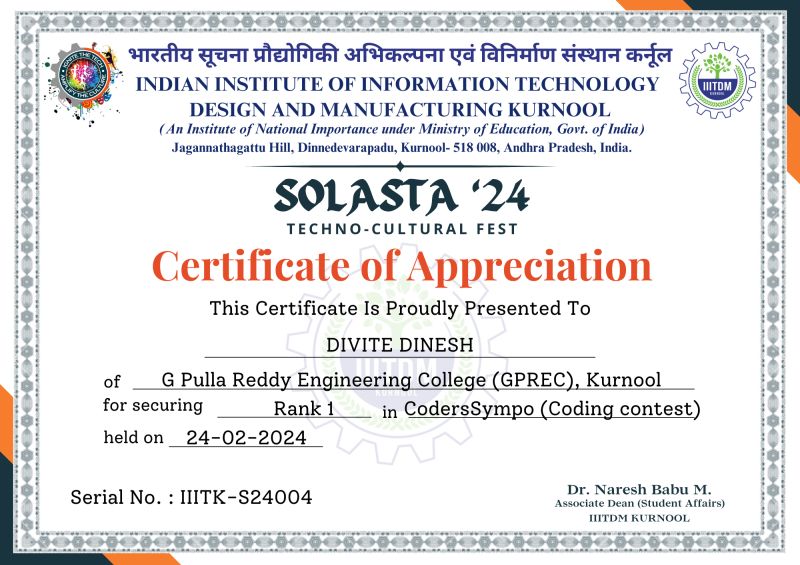 भारतीय सूचना प्रौद्योगिकी अभिकल्पना एवं विनिर्माण संस्थान कर्नूल
INDIAN INSTITUTE OF INFORMATION TECHNOLOGY
DESIGN AND MANUFACTURING KURNOOL
(An Institute of National Importance under Ministry of Education, Govt. of India)
Jagannathagattu Hill, Dinnedevarapadu, Kurnool- 518 008, Andhra Pradesh, India.
IIITDM
KURNOOL
SOLASTA ‘24
TECHNO-CULTURAL FEST
Certificate of Appreciation
This Certificate Is Proudly Presented To
DIVITE DINESH
IIITDM
KURNOOL
of G Pulla Reddy Engineering College (GPREC), Kurnool
for securing Rank 1 in CodersSympo (Coding contest)
held on 24-02-2024
Serial No. : IIITK-S24004
Dr. Naresh Babu M.
Associate Dean (Student Affairs)
IIITDM KURNOOL